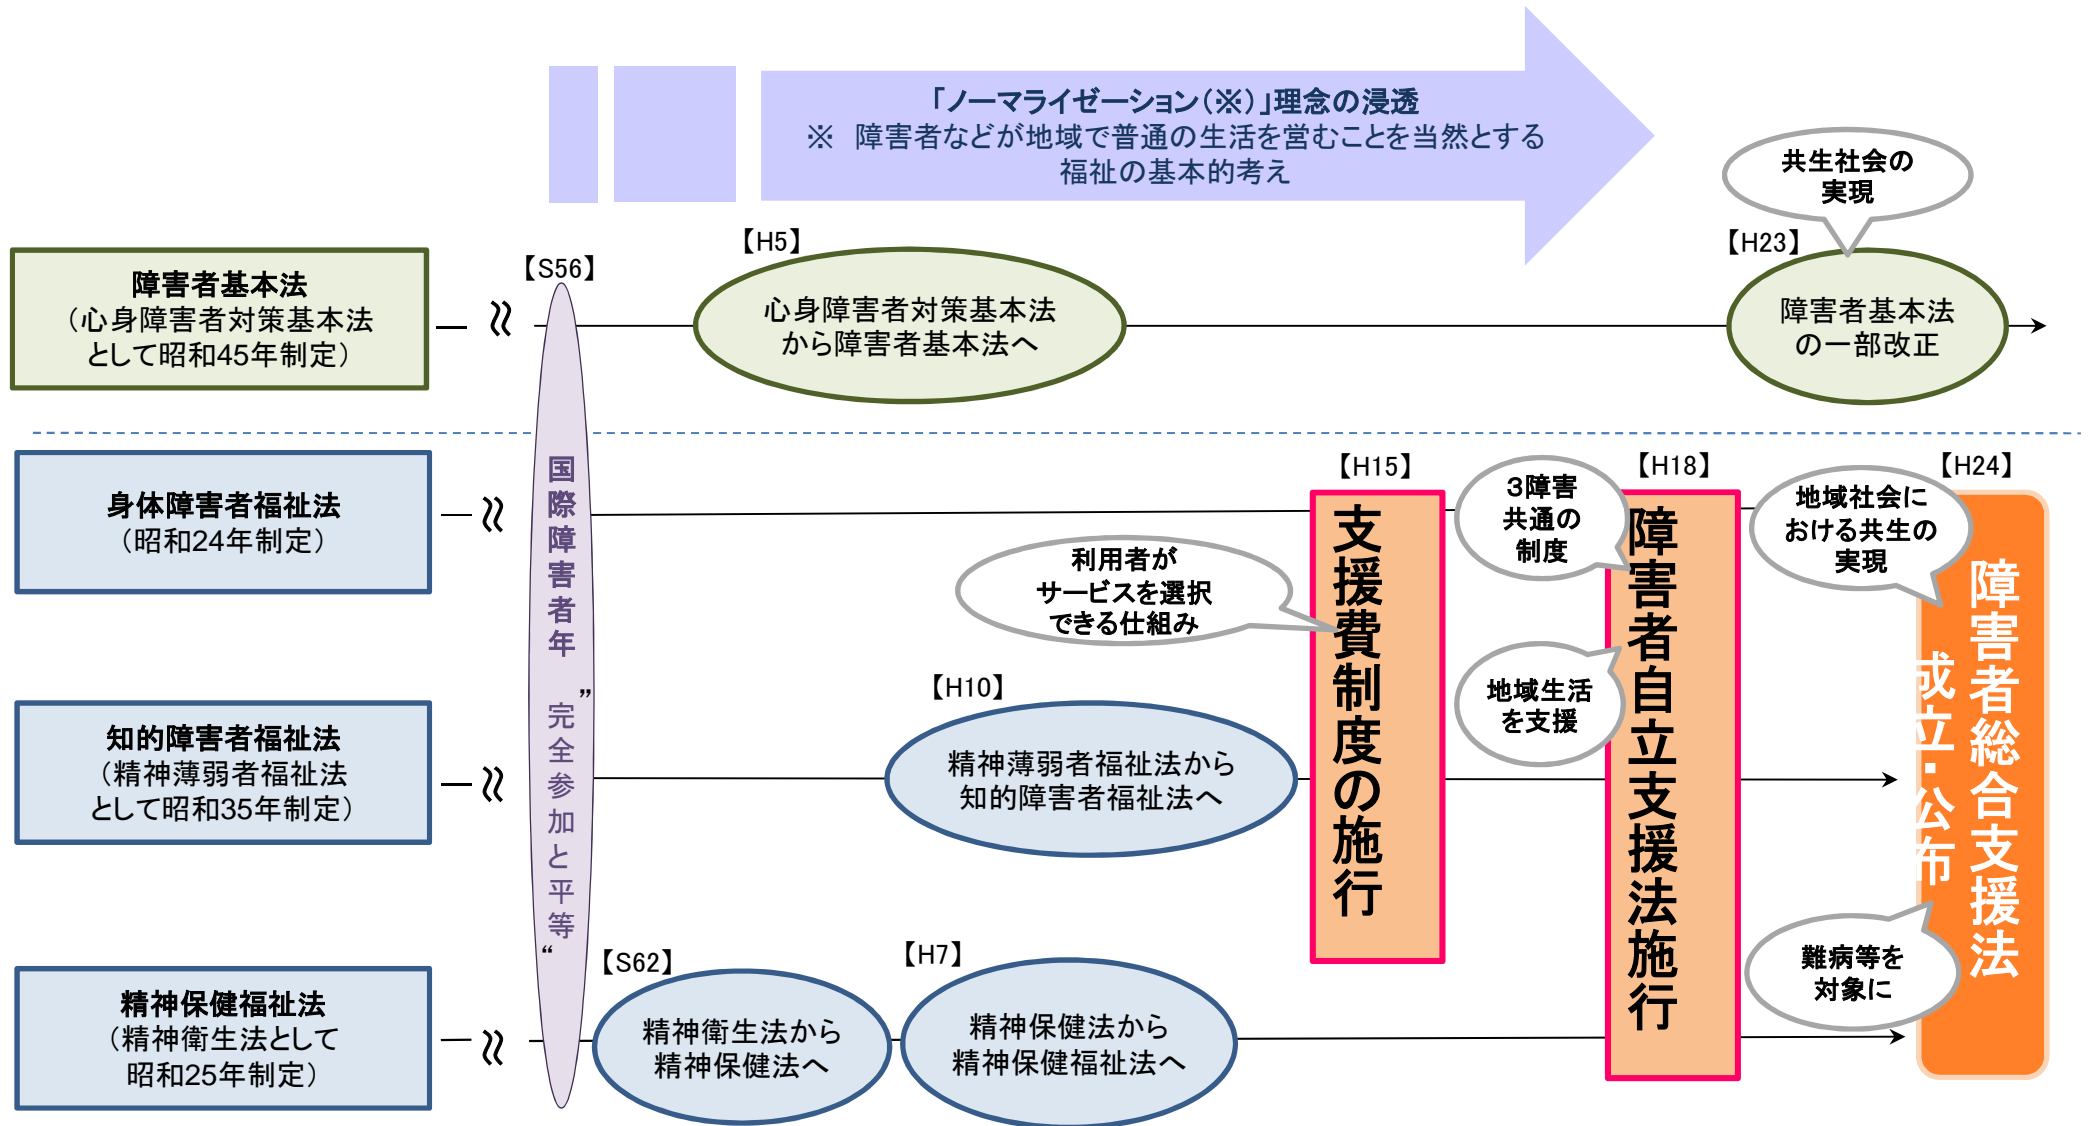 「ノーマライゼーション（※）」理念の浸透
※　障害者などが地域で普通の生活を営むことを当然とする
福祉の基本的考え
共生社会の
実現
【S56】
【H5】
【H23】
障害者基本法
（心身障害者対策基本法
として昭和45年制定）
心身障害者対策基本法
から障害者基本法へ
障害者基本法
の一部改正
国際障害者年　”完全参加と平等“
【H15】
【H18】
【H24】
身体障害者福祉法
（昭和24年制定）
利用者が
サービスを選択
できる仕組み
支援費制度の施行
３障害
共通の
制度
地域生活
を支援
障害者自立支援法施行
地域社会に
おける共生の
実現
障害者総合支援法
成立・公布
難病等を
対象に
知的障害者福祉法
（精神薄弱者福祉法
として昭和35年制定）
【H10】
精神薄弱者福祉法から
知的障害者福祉法へ
精神保健福祉法
（精神衛生法として
昭和25年制定）
【S62】
精神衛生法から
精神保健法へ
【H7】
精神保健法から
精神保健福祉法へ